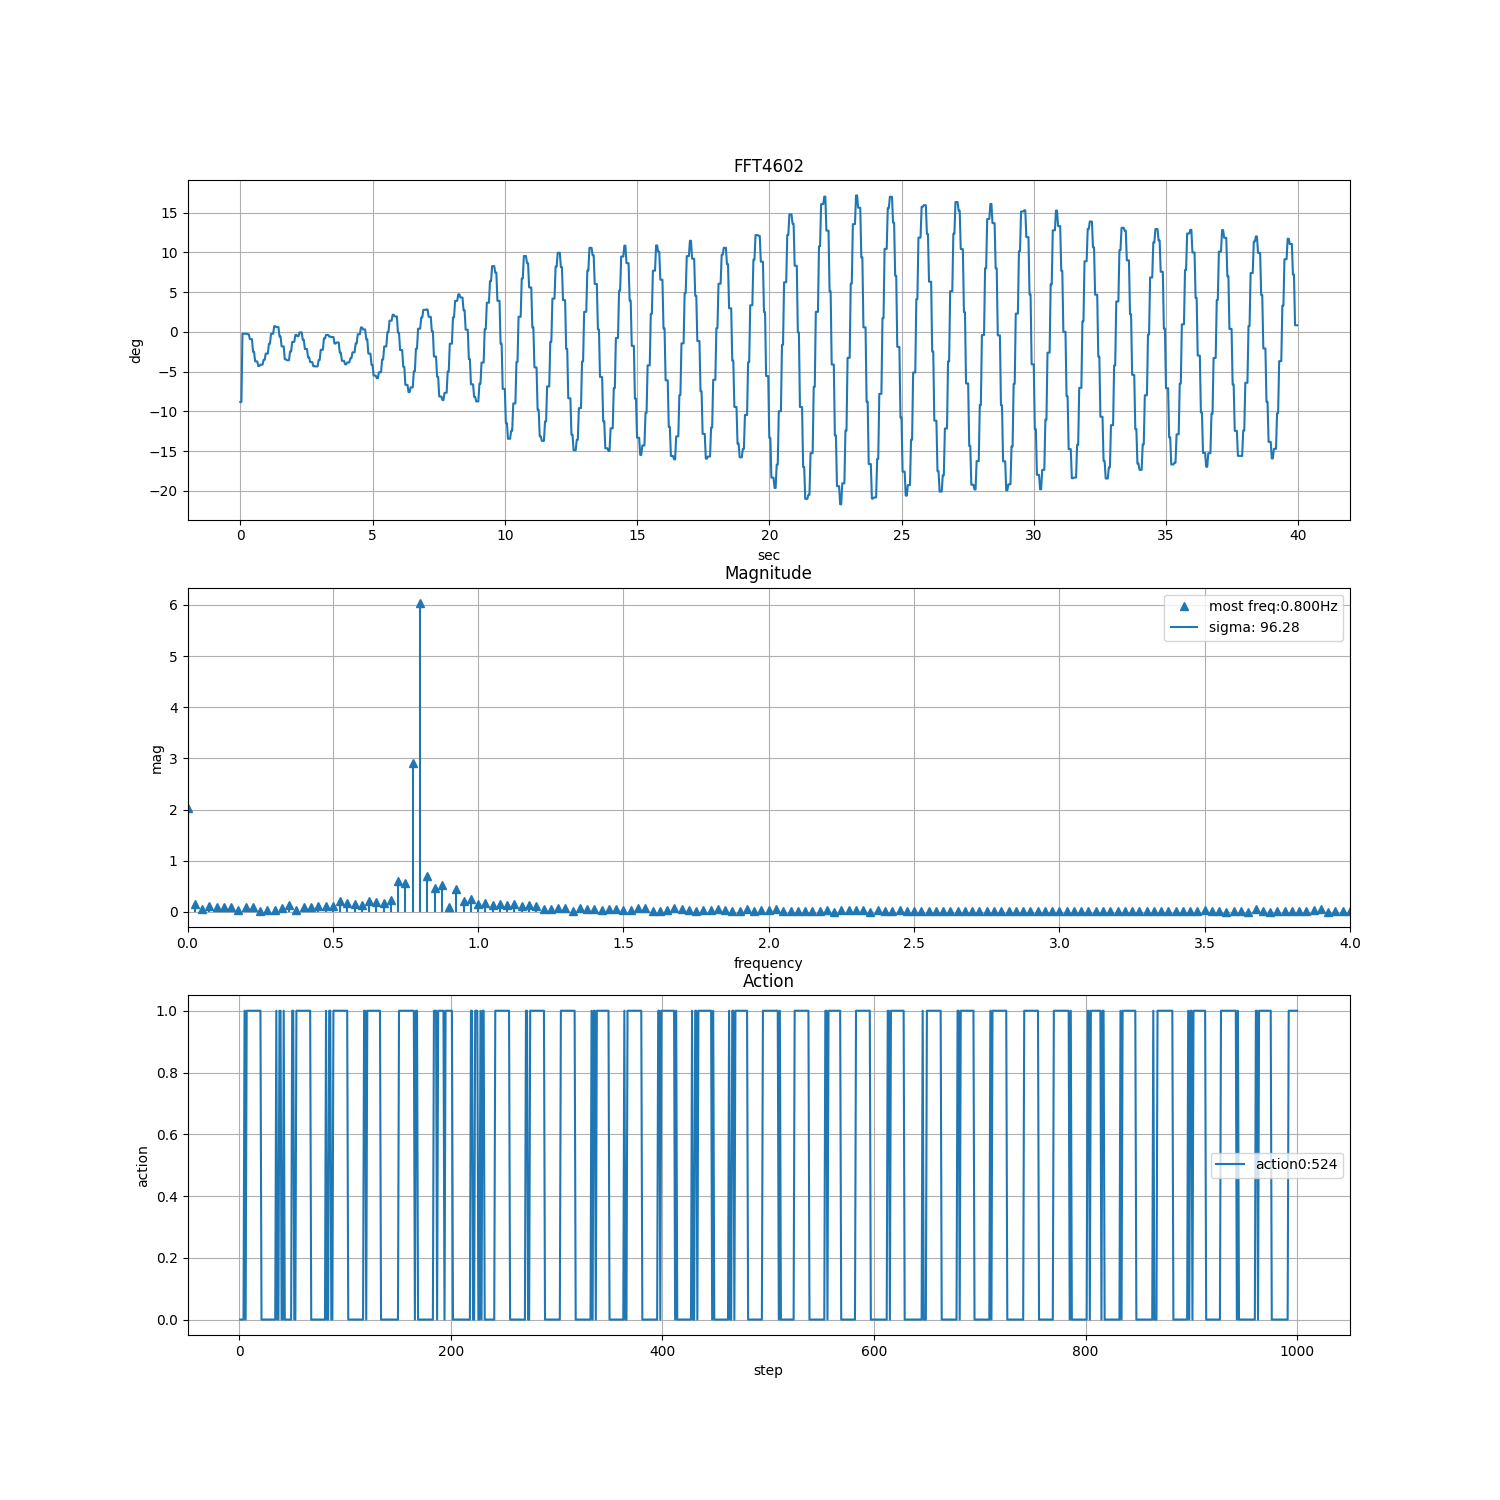 FFT4602
15
10
5
0
−5
−10
−15
−20
deg
0 5 10 15 20 25 30 35 40
sec
Magnitude
most freq:0.800Hz
sigma: 96.28
6
5
4
3
2
1
0
mag
0.0 0.5 1.0 1.5 2.0 2.5 3.0 3.5 4.0
frequency
Action
1.0
0.8
0.6
0.4
0.2
0.0
action
action0:524
0 200 400 600 800 1000
step